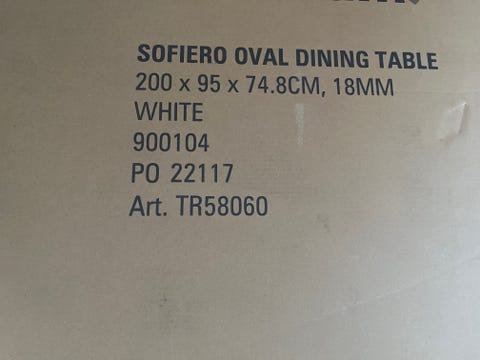 SOFIERO OVAL DINING TABLE
200 x 95 x 74.8CM, 18MM
WHITE
900104
PO 22117
Art. TR58060